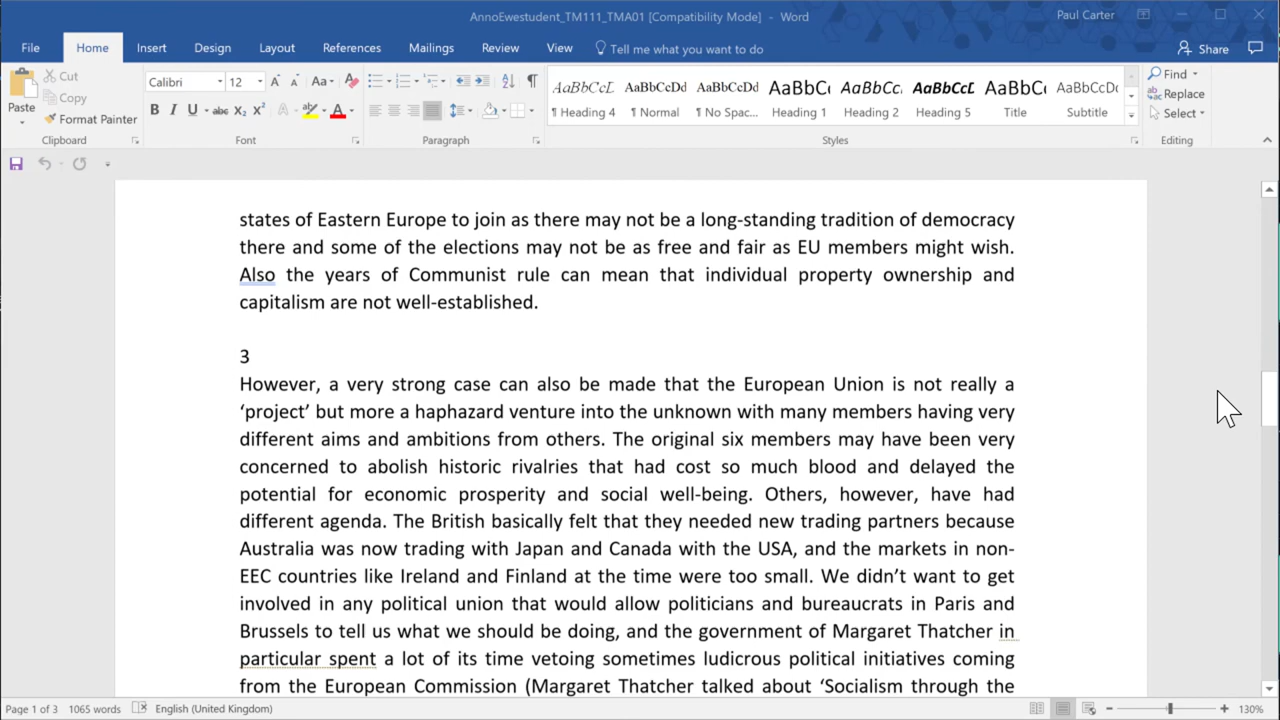 AnnoEwestudent_TM111_TMA01 [Compatibility Mode] - Word
Paul Carter
File Home Insert Design Layout References Mailings Review View Tell me what you want to do Share
Paste
Cut
Copy
Format Painter
Clipboard
Calibri 12
Font
Paragraph
AaBbCcL AaBbCcDd AaBbCcDd AaBbC AaBbCc AaBbCcD AaBbC AaBbCcD
¶ Heading 4 ¶ Normal ¶ No Spac... Heading 1 Heading 2 Heading 5 Title Subtitle
Styles
Find
Replace
Select
Editing
states of Eastern Europe to join as there may not be a long-standing tradition of democracy
there and some of the elections may not be as free and fair as EU members might wish.
Also the years of Communist rule can mean that individual property ownership and
capitalism are not well-established.
3
However, a very strong case can also be made that the European Union is not really a
‘project’ but more a haphazard venture into the unknown with many members having very
different aims and ambitions from others. The original six members may have been very
concerned to abolish historic rivalries that had cost so much blood and delayed the
potential for economic prosperity and social well-being. Others, however, have had
different agenda. The British basically felt that they needed new trading partners because
Australia was now trading with Japan and Canada with the USA, and the markets in non-
EEC countries like Ireland and Finland at the time were too small. We didn’t want to get
involved in any political union that would allow politicians and bureaucrats in Paris and
Brussels to tell us what we should be doing, and the government of Margaret Thatcher in
particular spent a lot of its time vetoing sometimes ludicrous political initiatives coming
from the European Commission (Margaret Thatcher talked about ‘Socialism through the
Page 1 of 3 1065 words English (United Kingdom) 130%